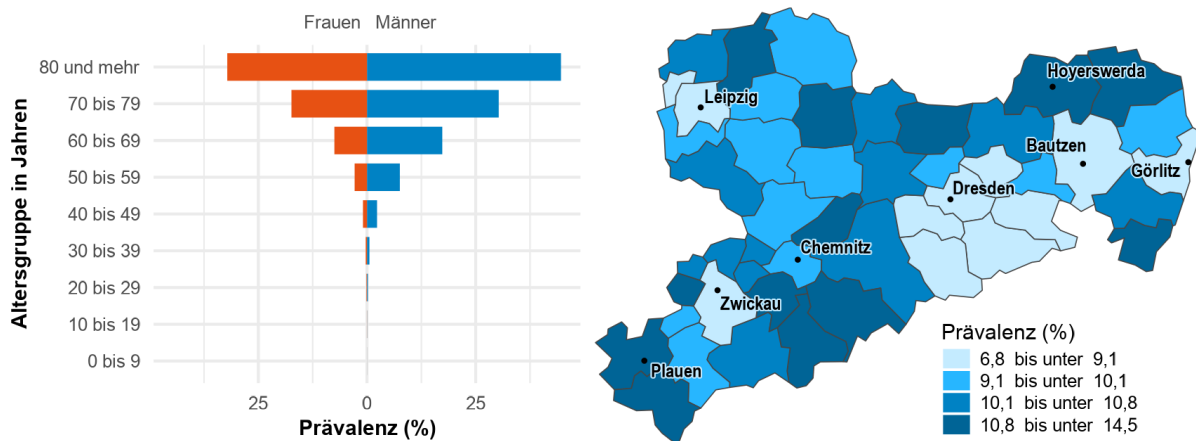 Frauen Männer
Altersgruppe in Jahren
80 und mehr
70 bis 79
60 bis 69
50 bis 59
40 bis 49
30 bis 39
20 bis 29
10 bis 19
0 bis 9
25 0 25
Prävalenz (%)
Hoyerswerda
Leipzig
Bautzen
Görlitz
Dresden
Chemnitz
Zwickau
Plauen
Prävalenz (%)
6,8 bis unter 9,1
9,1 bis unter 10,1
10,1 bis unter 10,8
10,8 bis unter 14,5